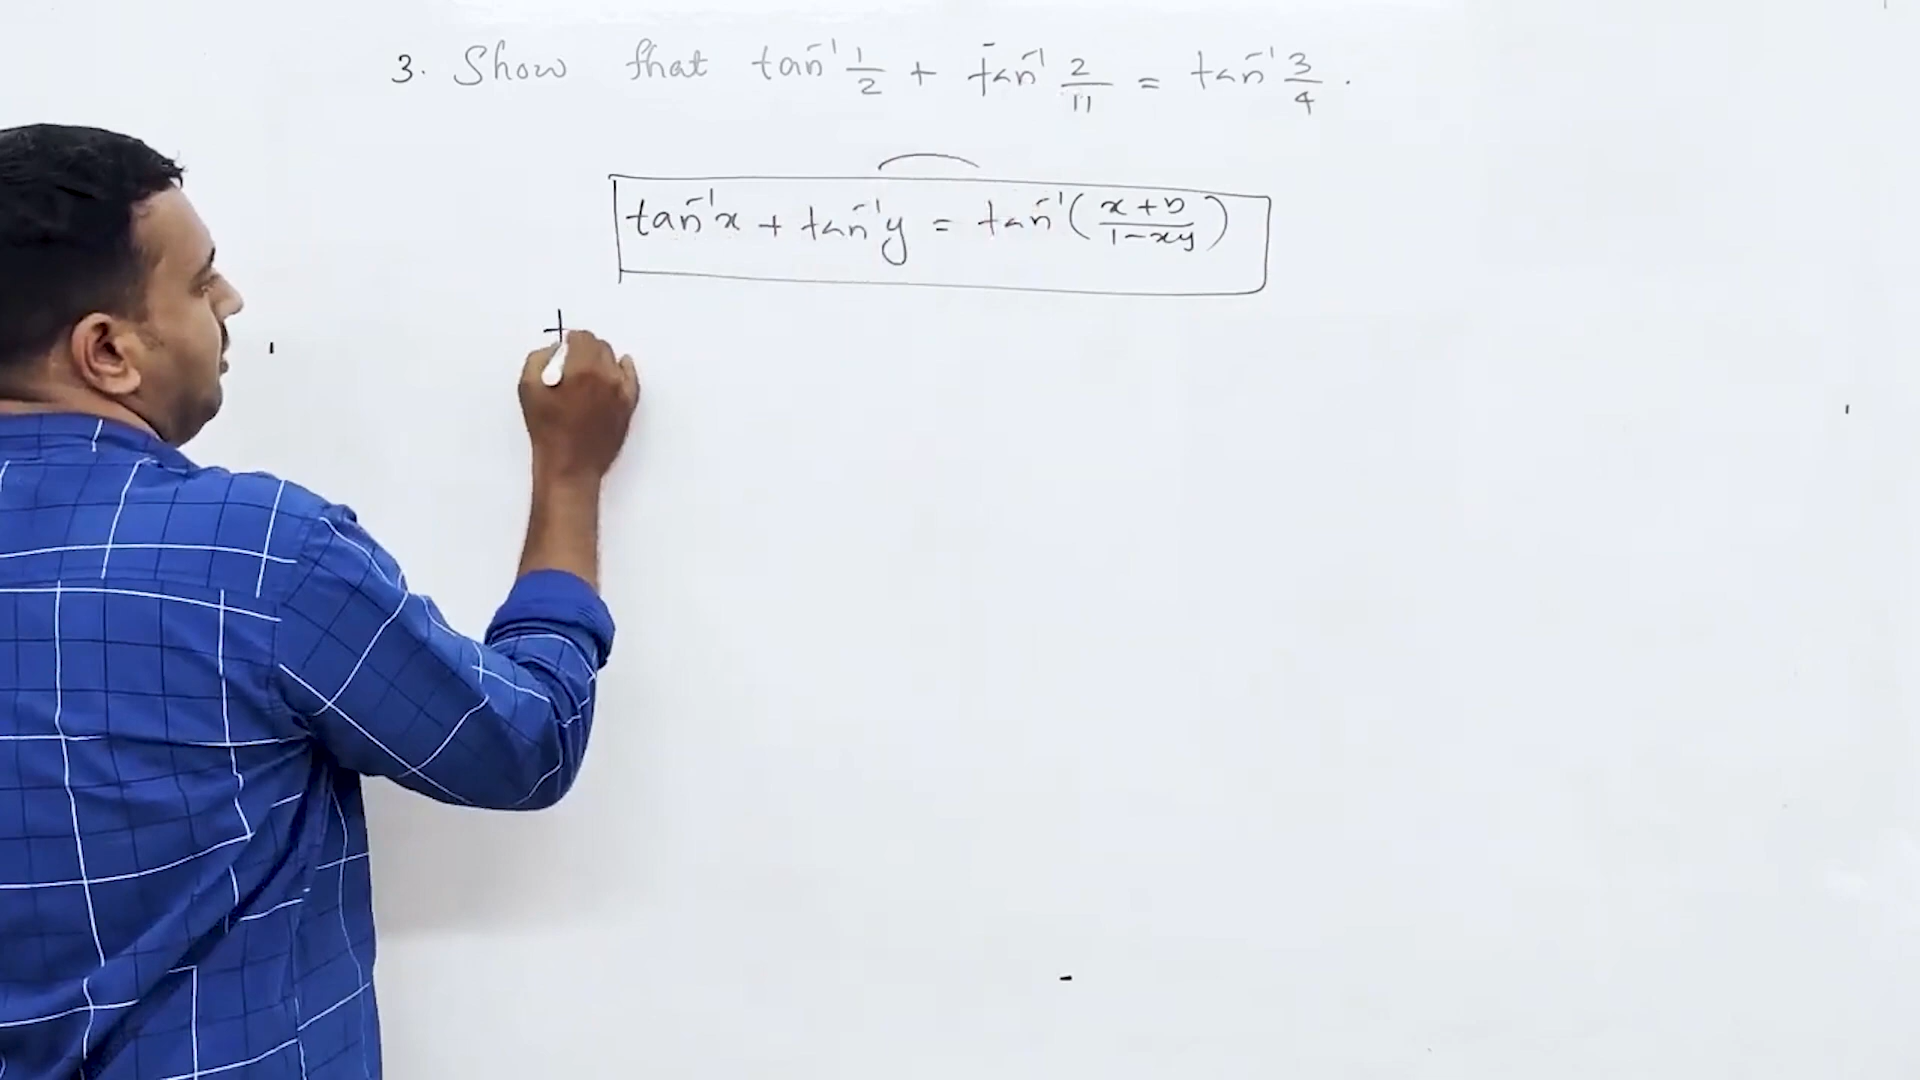 3. Show that tan⁻¹ 1/2 + tan⁻¹ 2/11 = tan⁻¹ 3/4 .
tan⁻¹x + tan⁻¹y = tan⁻¹( x+y / 1-xy )
t